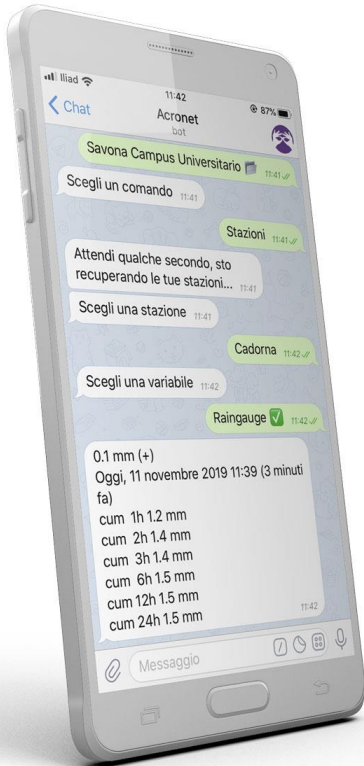 Iliad
11:42
87%
Chat
Acronet
bot
Savona Campus Universitario 11:41
Scegli un comando 11:41
Stazioni 11:41
Attendi qualche secondo, sto
recuperando le tue stazioni... 11:41
Scegli una stazione 11:41
Cadorna 11:42
Scegli una variabile 11:42
Raingauge ✅ 11:42
0.1 mm (+)
Oggi, 11 novembre 2019 11:39 (3 minuti
fa)
cum 1h 1.2 mm
cum 2h 1.4 mm
cum 3h 1.4 mm
cum 6h 1.5 mm
cum 12h 1.5 mm
cum 24h 1.5 mm
11:42
Messaggio